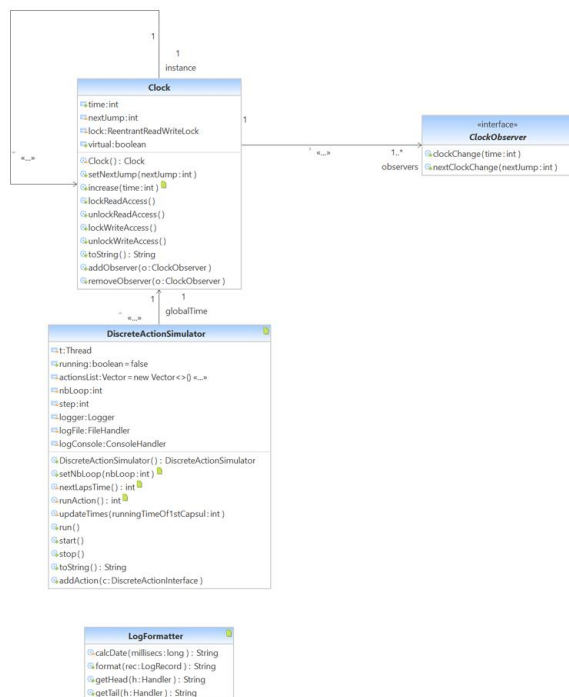 1
1
instance
Clock
time:int
nextJump:int
lock:ReentrantReadWriteLock
virtual:boolean
Clock() : Clock
setNextJump(nextJump:int)
increase(time:int)
lockReadAccess()
unlockReadAccess()
lockWriteAccess()
unlockWriteAccess()
toString() : String
addObserver(o:ClockObserver)
removeObserver(o:ClockObserver)
«...»
1
«...»
1..*
observers
«interface»
ClockObserver
clockChange(time:int)
nextClockChange(nextJump:int)
1
1
globalTime
«...»
DiscreteActionSimulator
t:Thread
running:boolean=false
actionsList:Vector=new Vector<>() «...»
nbLoop:int
step:int
logger:Logger
logFile:FileHandler
logConsole:ConsoleHandler
DiscreteActionSimulator() : DiscreteActionSimulator
setNbLoop(nbLoop:int)
nextLapsTime() : int
runAction() : int
updateTimes(runningTimeOf1stCapsul:int)
run()
start()
stop()
toString() : String
addAction(c:DiscreteActionInterface)
LogFormatter
calcDate(millisecs:long) : String
format(rec:LogRecord) : String
getHead(h:Handler) : String
getTail(h:Handler) : String